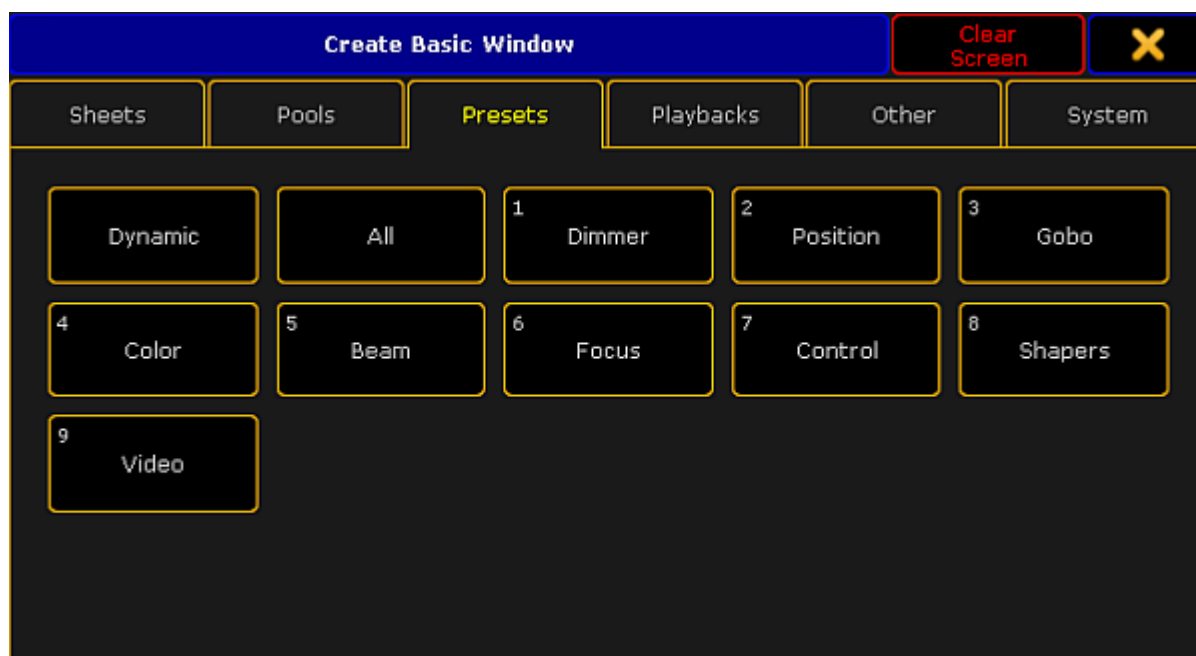 Create Basic Window
Clear
Screen
Sheets
Pools
Presets
Playbacks
Other
System
Dynamic
All
1
Dimmer
2
Position
3
Gobo
4
Color
5
Beam
6
Focus
7
Control
8
Shapers
9
Video